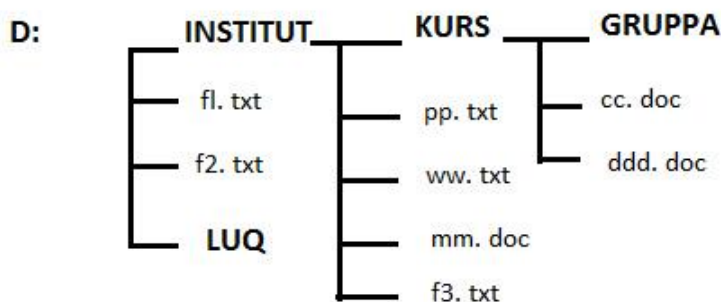 D: INSTITUT KURS GRUPPA
fl. txt pp. txt cc. doc
f2. txt ww. txt ddd. doc
LUQ mm. doc
f3. txt